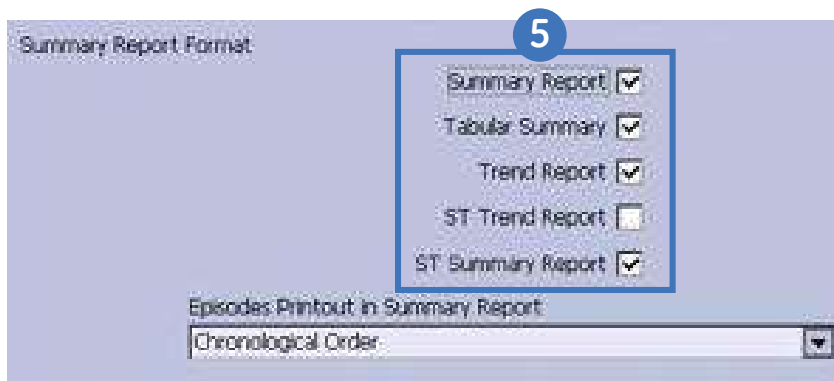 5
Summary Report Format
Summary Report
Tabular Summary
Trend Report
ST Trend Report
ST Summary Report
Episodes Printout in Summary Report
Chronological Order